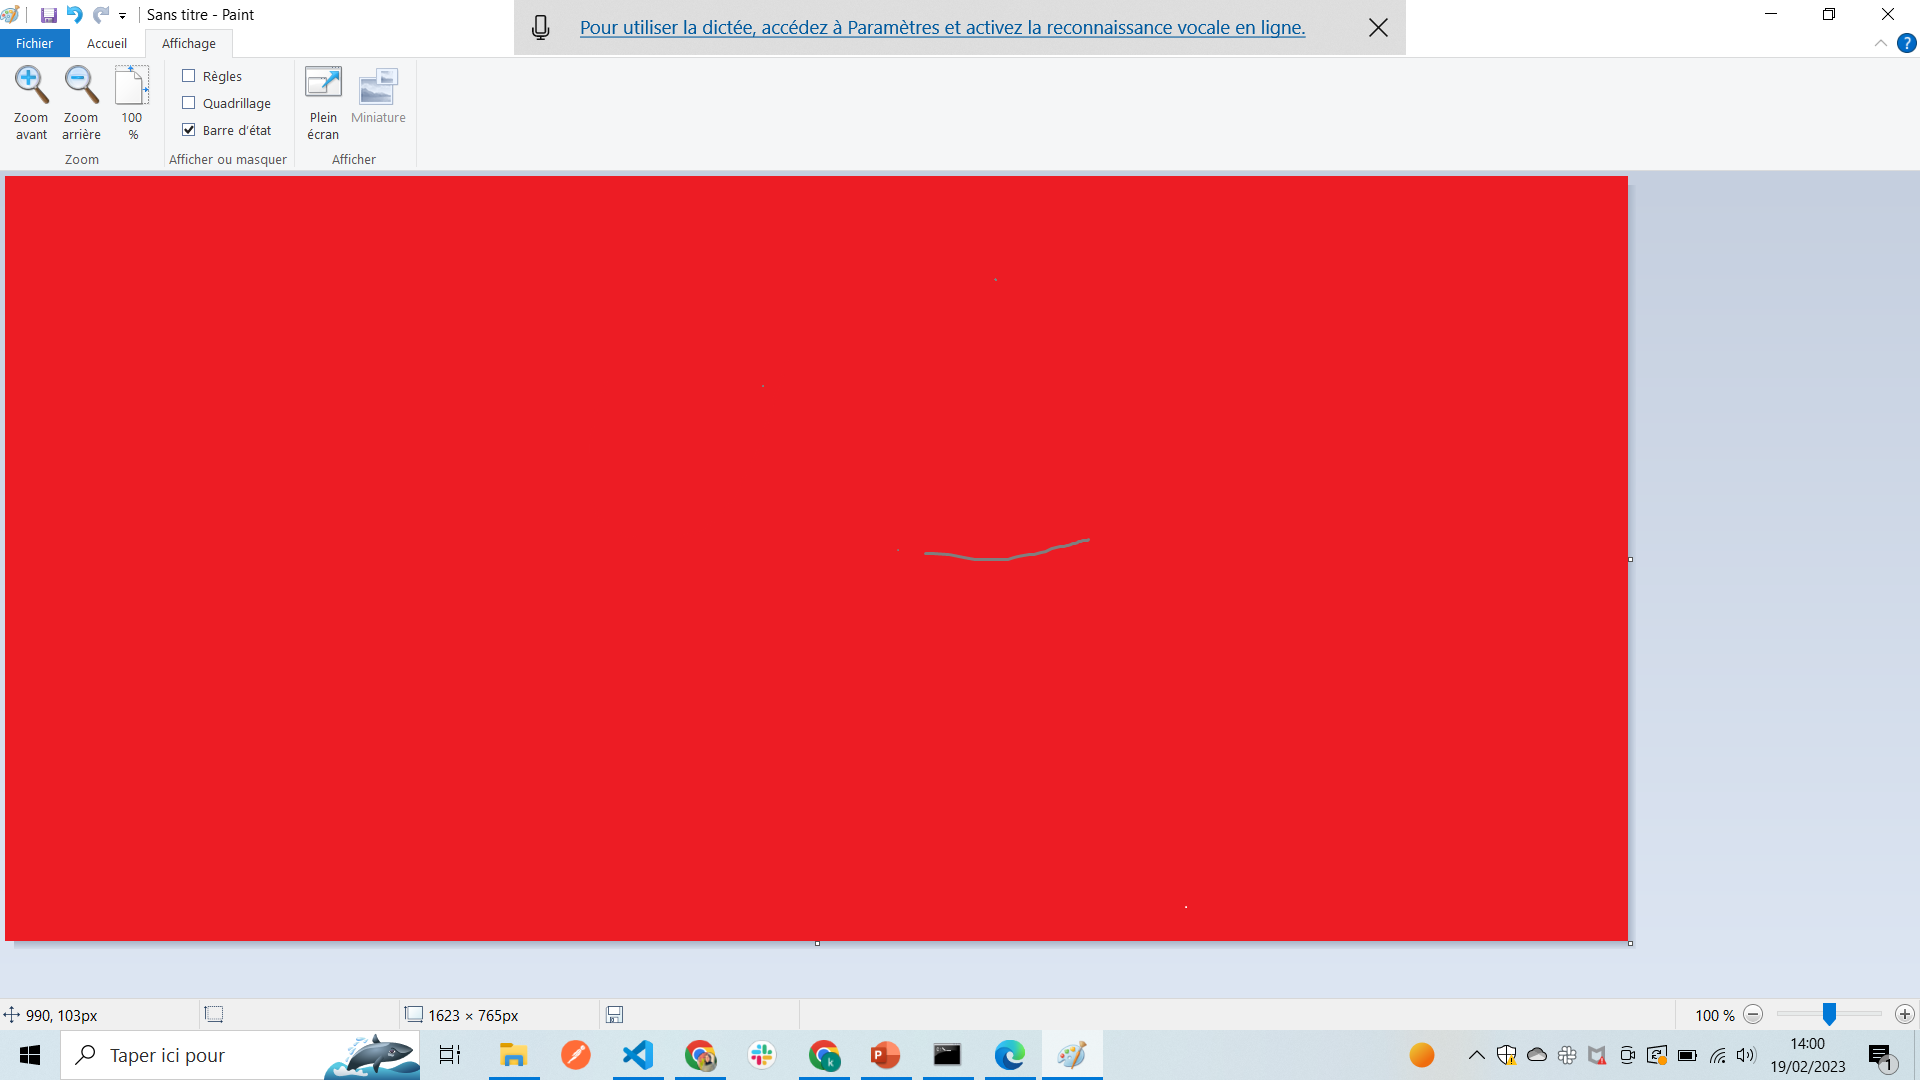 Sans titre - Paint
Pour utiliser la dictée, accédez à Paramètres et activez la reconnaissance vocale en ligne.
Fichier Accueil Affichage
Zoom avant
Zoom arrière
100 %
Règles
Quadrillage
Barre d'état
Plein écran
Miniature
Zoom
Afficher ou masquer
Afficher
990, 103px
1623 × 765px
100 %
Taper ici pour
14:00
19/02/2023
1